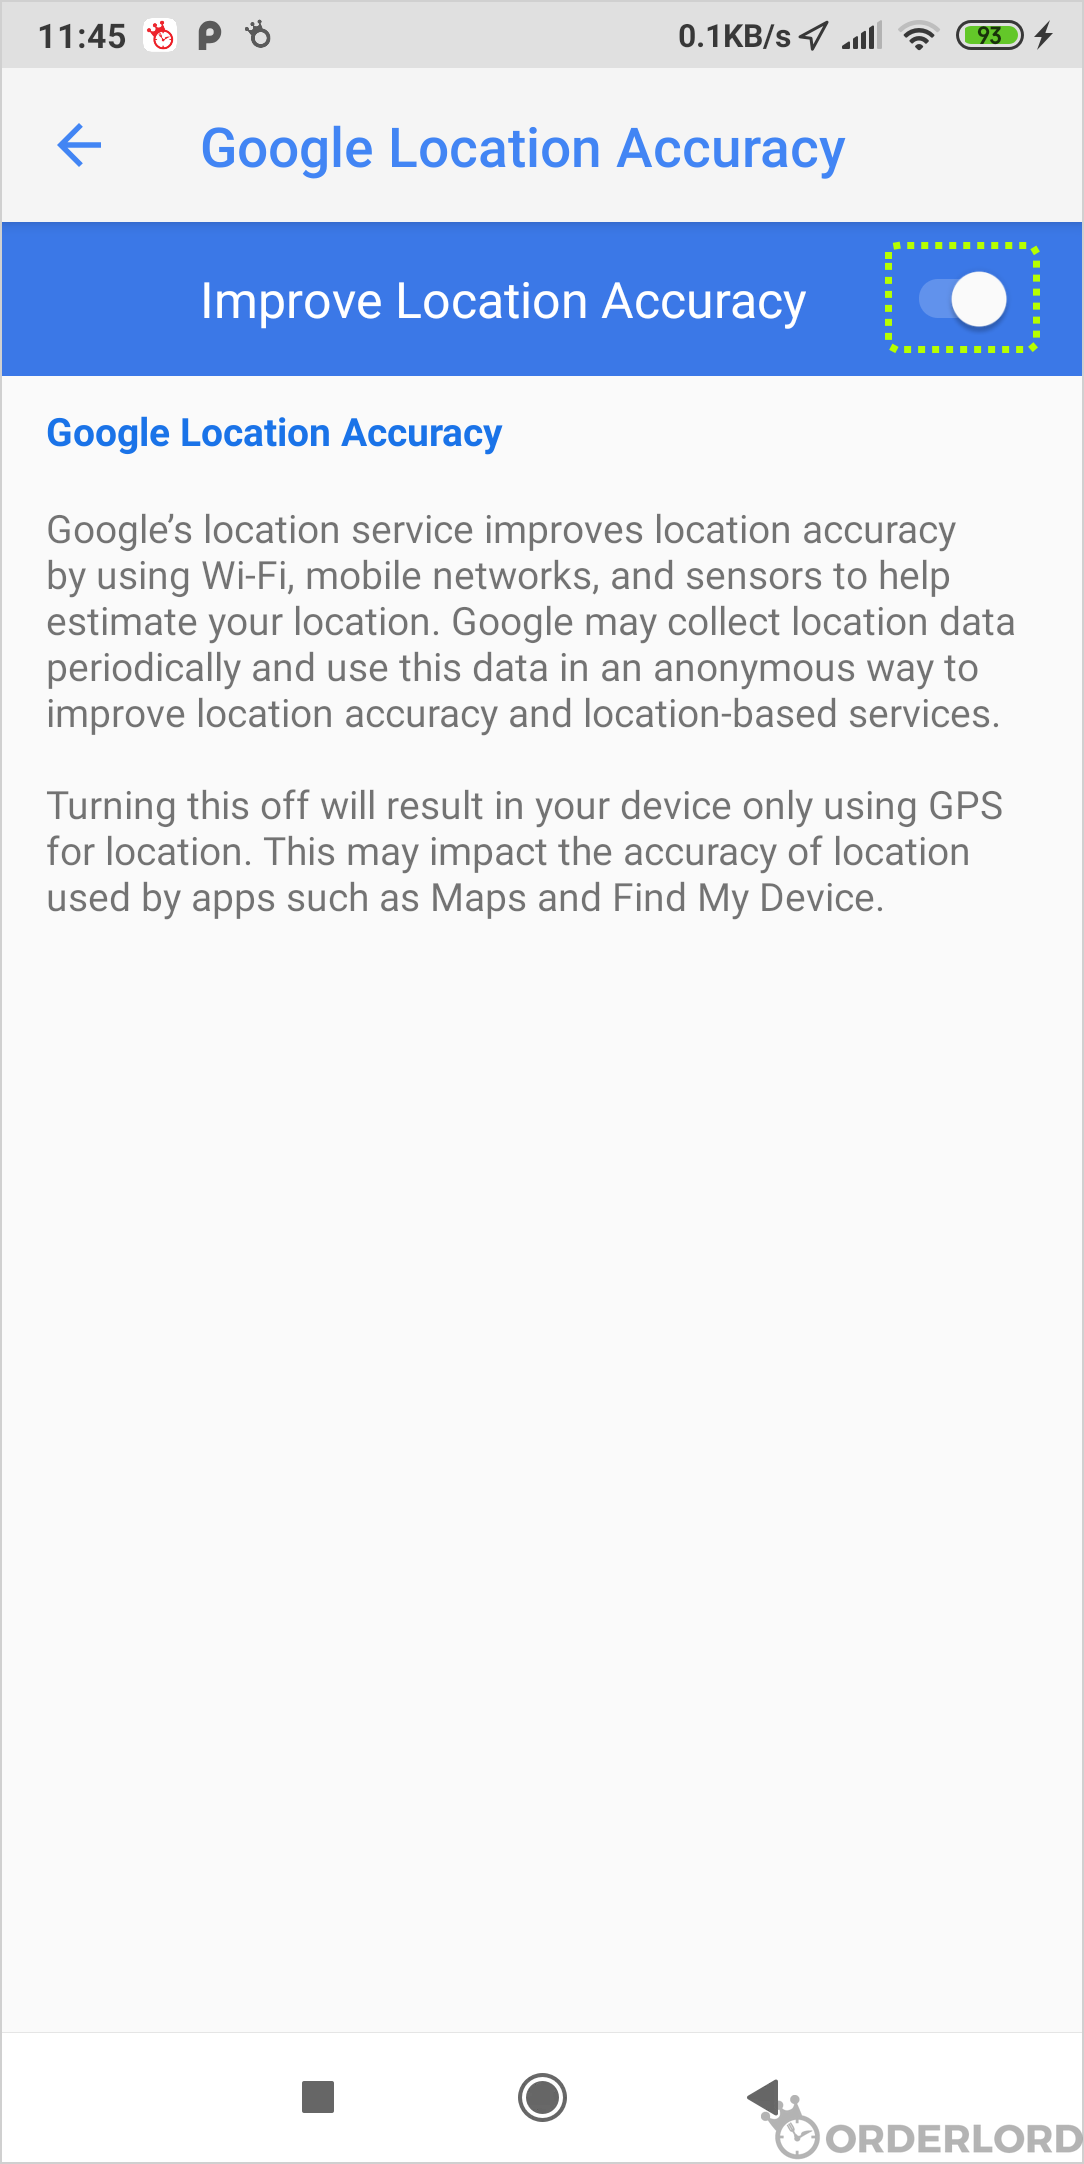 11:45 0.1KB/s 93
Google Location Accuracy
Improve Location Accuracy
Google Location Accuracy
Google’s location service improves location accuracy
by using Wi-Fi, mobile networks, and sensors to help
estimate your location. Google may collect location data
periodically and use this data in an anonymous way to
improve location accuracy and location-based services.
Turning this off will result in your device only using GPS
for location. This may impact the accuracy of location
used by apps such as Maps and Find My Device.
ORDERLORD